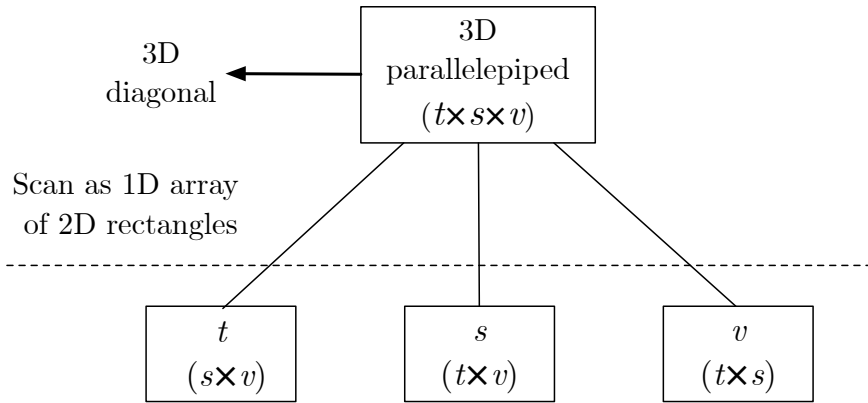 3D
diagonal
3D
parallelepiped
(t×s×v)
Scan as 1D array
of 2D rectangles
t
(s×v)
s
(t×v)
v
(t×s)